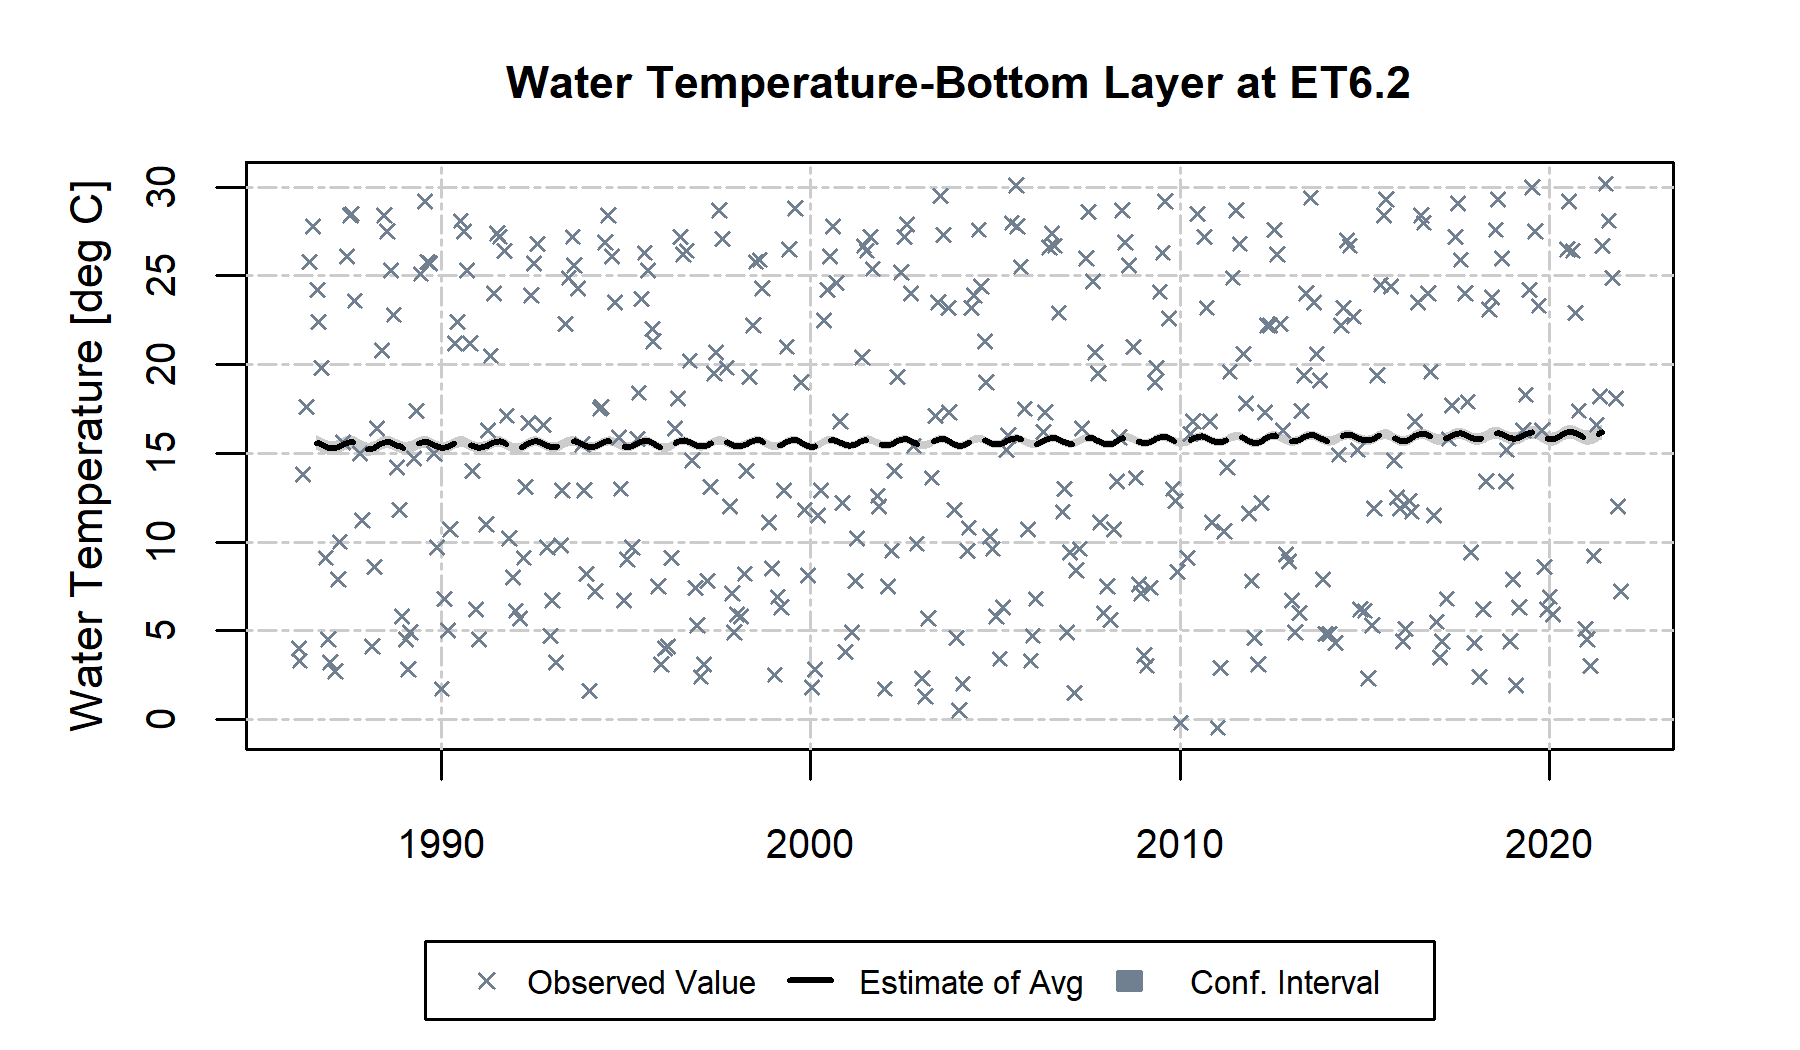 Water Temperature-Bottom Layer at ET6.2
Water Temperature [deg C]
30
25
20
15
10
5
0
1990 2000 2010 2020
Observed Value Estimate of Avg Conf. Interval